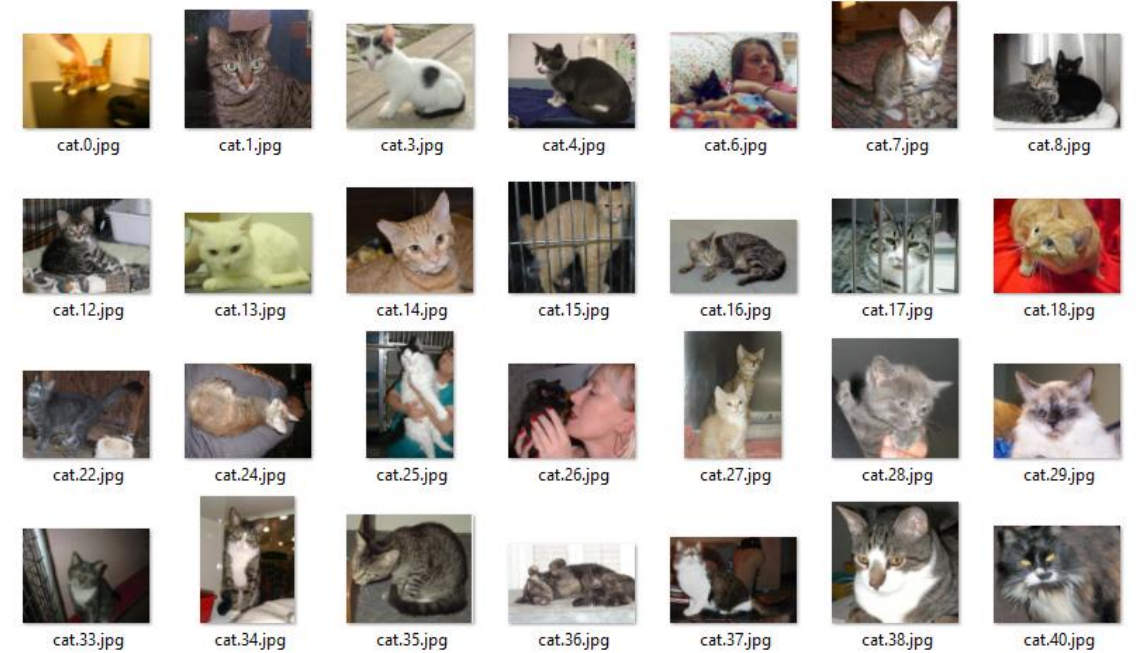 cat.0.jpg cat.1.jpg cat.3.jpg cat.4.jpg cat.6.jpg cat.7.jpg cat.8.jpg
cat.12.jpg cat.13.jpg cat.14.jpg cat.15.jpg cat.16.jpg cat.17.jpg cat.18.jpg
cat.22.jpg cat.24.jpg cat.25.jpg cat.26.jpg cat.27.jpg cat.28.jpg cat.29.jpg
cat.33.jpg cat.34.jpg cat.35.jpg cat.36.jpg cat.37.jpg cat.38.jpg cat.40.jpg